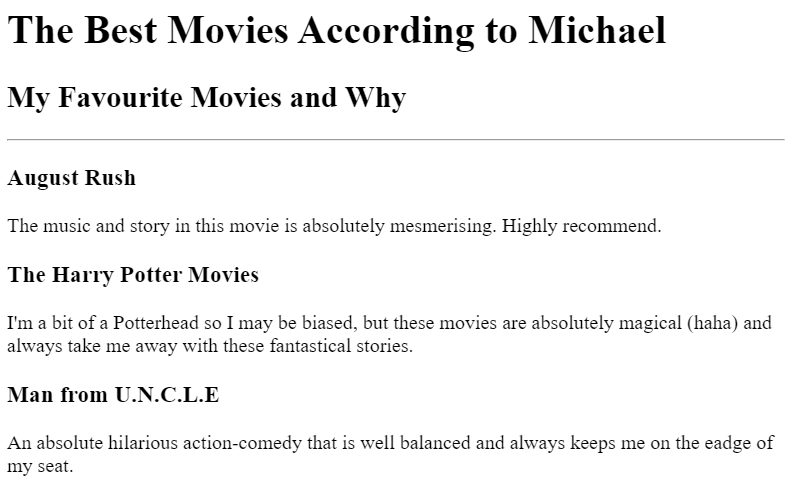 The Best Movies According to Michael
My Favourite Movies and Why
August Rush
The music and story in this movie is absolutely mesmerising. Highly recommend.
The Harry Potter Movies
I'm a bit of a Potterhead so I may be biased, but these movies are absolutely magical (haha) and
always take me away with these fantastical stories.
Man from U.N.C.L.E
An absolute hilarious action-comedy that is well balanced and always keeps me on the eadge of
my seat.